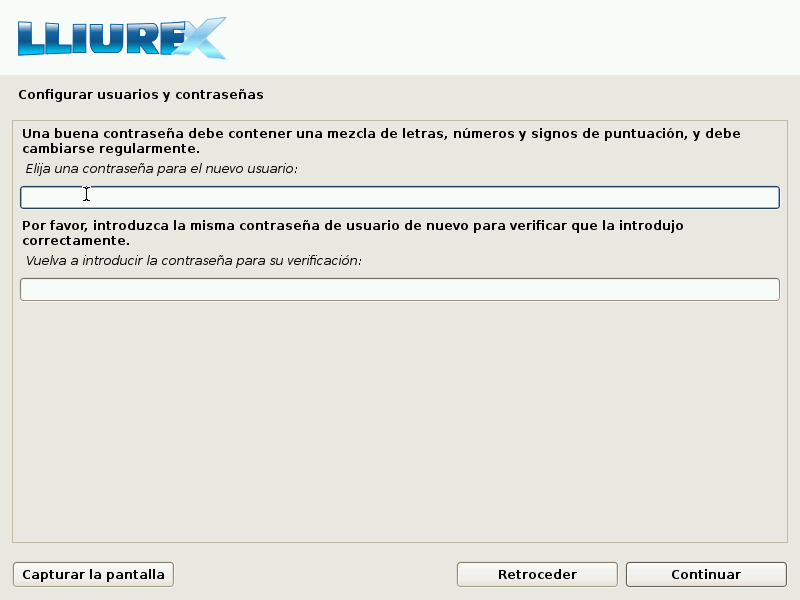 LLIUREX
Configurar usuarios y contraseñas
Una buena contraseña debe contener una mezcla de letras, números y signos de puntuación, y debe
cambiarse regularmente.
Elija una contraseña para el nuevo usuario:
Por favor, introduzca la misma contraseña de usuario de nuevo para verificar que la introdujo
correctamente.
Vuelva a introducir la contraseña para su verificación:
Capturar la pantalla
Retroceder
Continuar